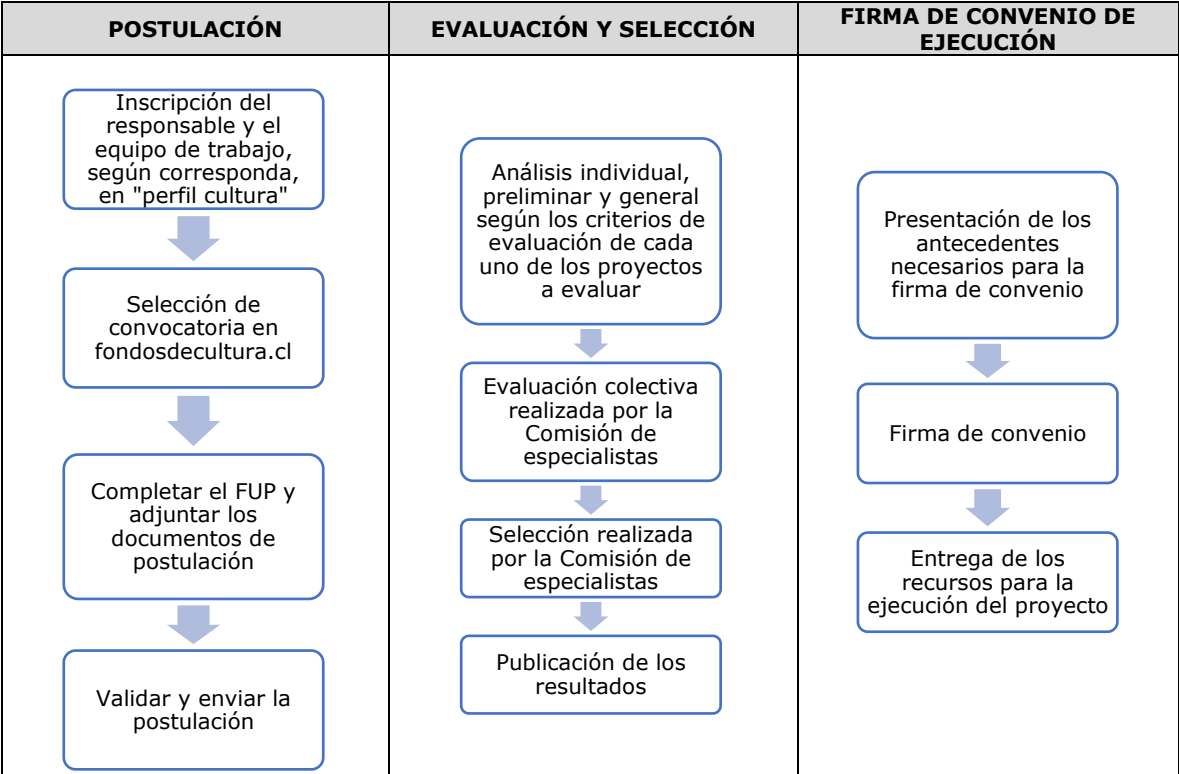 POSTULACIÓN
Inscripción del
responsable y el
equipo de trabajo,
según corresponda,
en "perfil cultura"
Selección de
convocatoria en
fondosdecultura.cl
Completar el FUP y
adjuntar los
documentos de
postulación
Validar y enviar la
postulación
EVALUACIÓN Y SELECCIÓN
Análisis individual,
preliminar y general
según los criterios de
evaluación de cada
uno de los proyectos
a evaluar
Evaluación colectiva
realizada por la
Comisión de
especialistas
Selección realizada
por la Comisión de
especialistas
Publicación de los
resultados
FIRMA DE CONVENIO DE
EJECUCIÓN
Presentación de los
antecedentes
necesarios para la
firma de convenio
Firma de convenio
Entrega de los
recursos para la
ejecución del proyecto